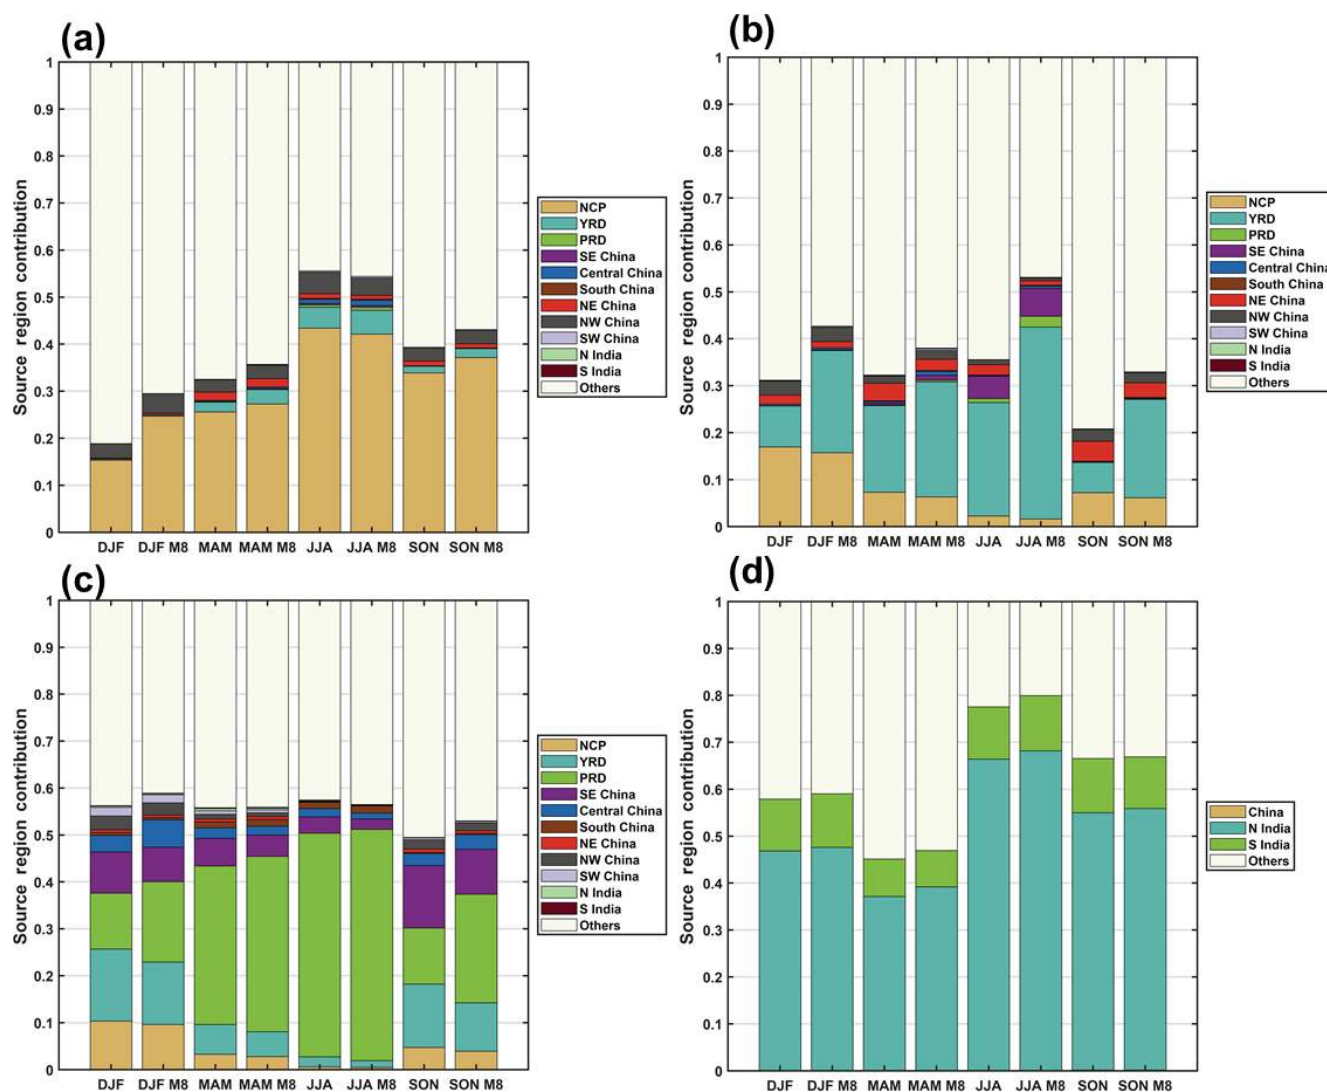 (a)
Source region contribution
1
0.9
0.8
0.7
0.6
0.5
0.4
0.3
0.2
0.1
0
DJF DJF M8 MAM MAM M8 JJA JJA M8 SON SON M8
NCP
YRD
PRD
SE China
Central China
South China
NE China
NW China
SW China
N India
S India
Others
(b)
Source region contribution
1
0.9
0.8
0.7
0.6
0.5
0.4
0.3
0.2
0.1
0
DJF DJF M8 MAM MAM M8 JJA JJA M8 SON SON M8
NCP
YRD
PRD
SE China
Central China
South China
NE China
NW China
SW China
N India
S India
Others
(c)
Source region contribution
1
0.9
0.8
0.7
0.6
0.5
0.4
0.3
0.2
0.1
0
DJF DJF M8 MAM MAM M8 JJA JJA M8 SON SON M8
NCP
YRD
PRD
SE China
Central China
South China
NE China
NW China
SW China
N India
S India
Others
(d)
Source region contribution
1
0.9
0.8
0.7
0.6
0.5
0.4
0.3
0.2
0.1
0
DJF DJF M8 MAM MAM M8 JJA JJA M8 SON SON M8
China
N India
S India
Others